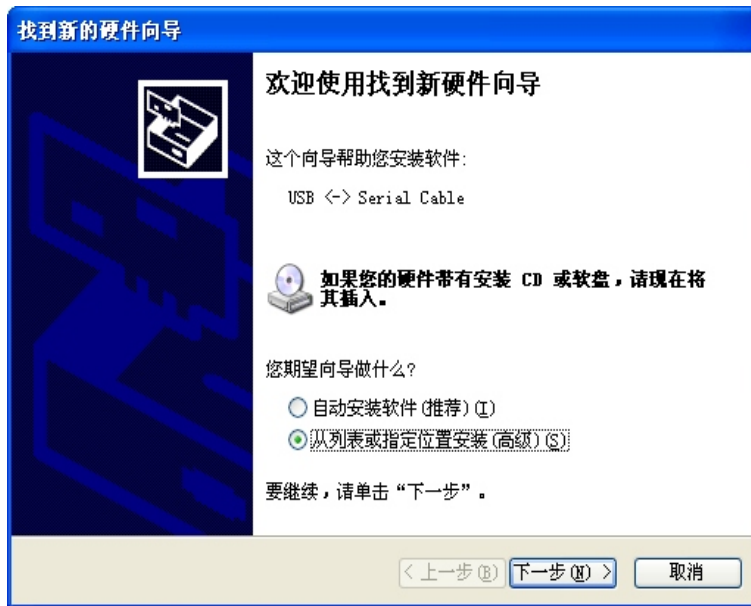 找到新的硬件向导
欢迎使用找到新硬件向导
这个向导帮助您安装软件:
USB <-> Serial Cable
如果您的硬件带有安装 CD 或软盘，请现在将
其插入。
您期望向导做什么?
自动安装软件(推荐)(I)
从列表或指定位置安装(高级)(S)
要继续，请单击“下一步”。
< 上一步(B) 下一步(N) > 取消